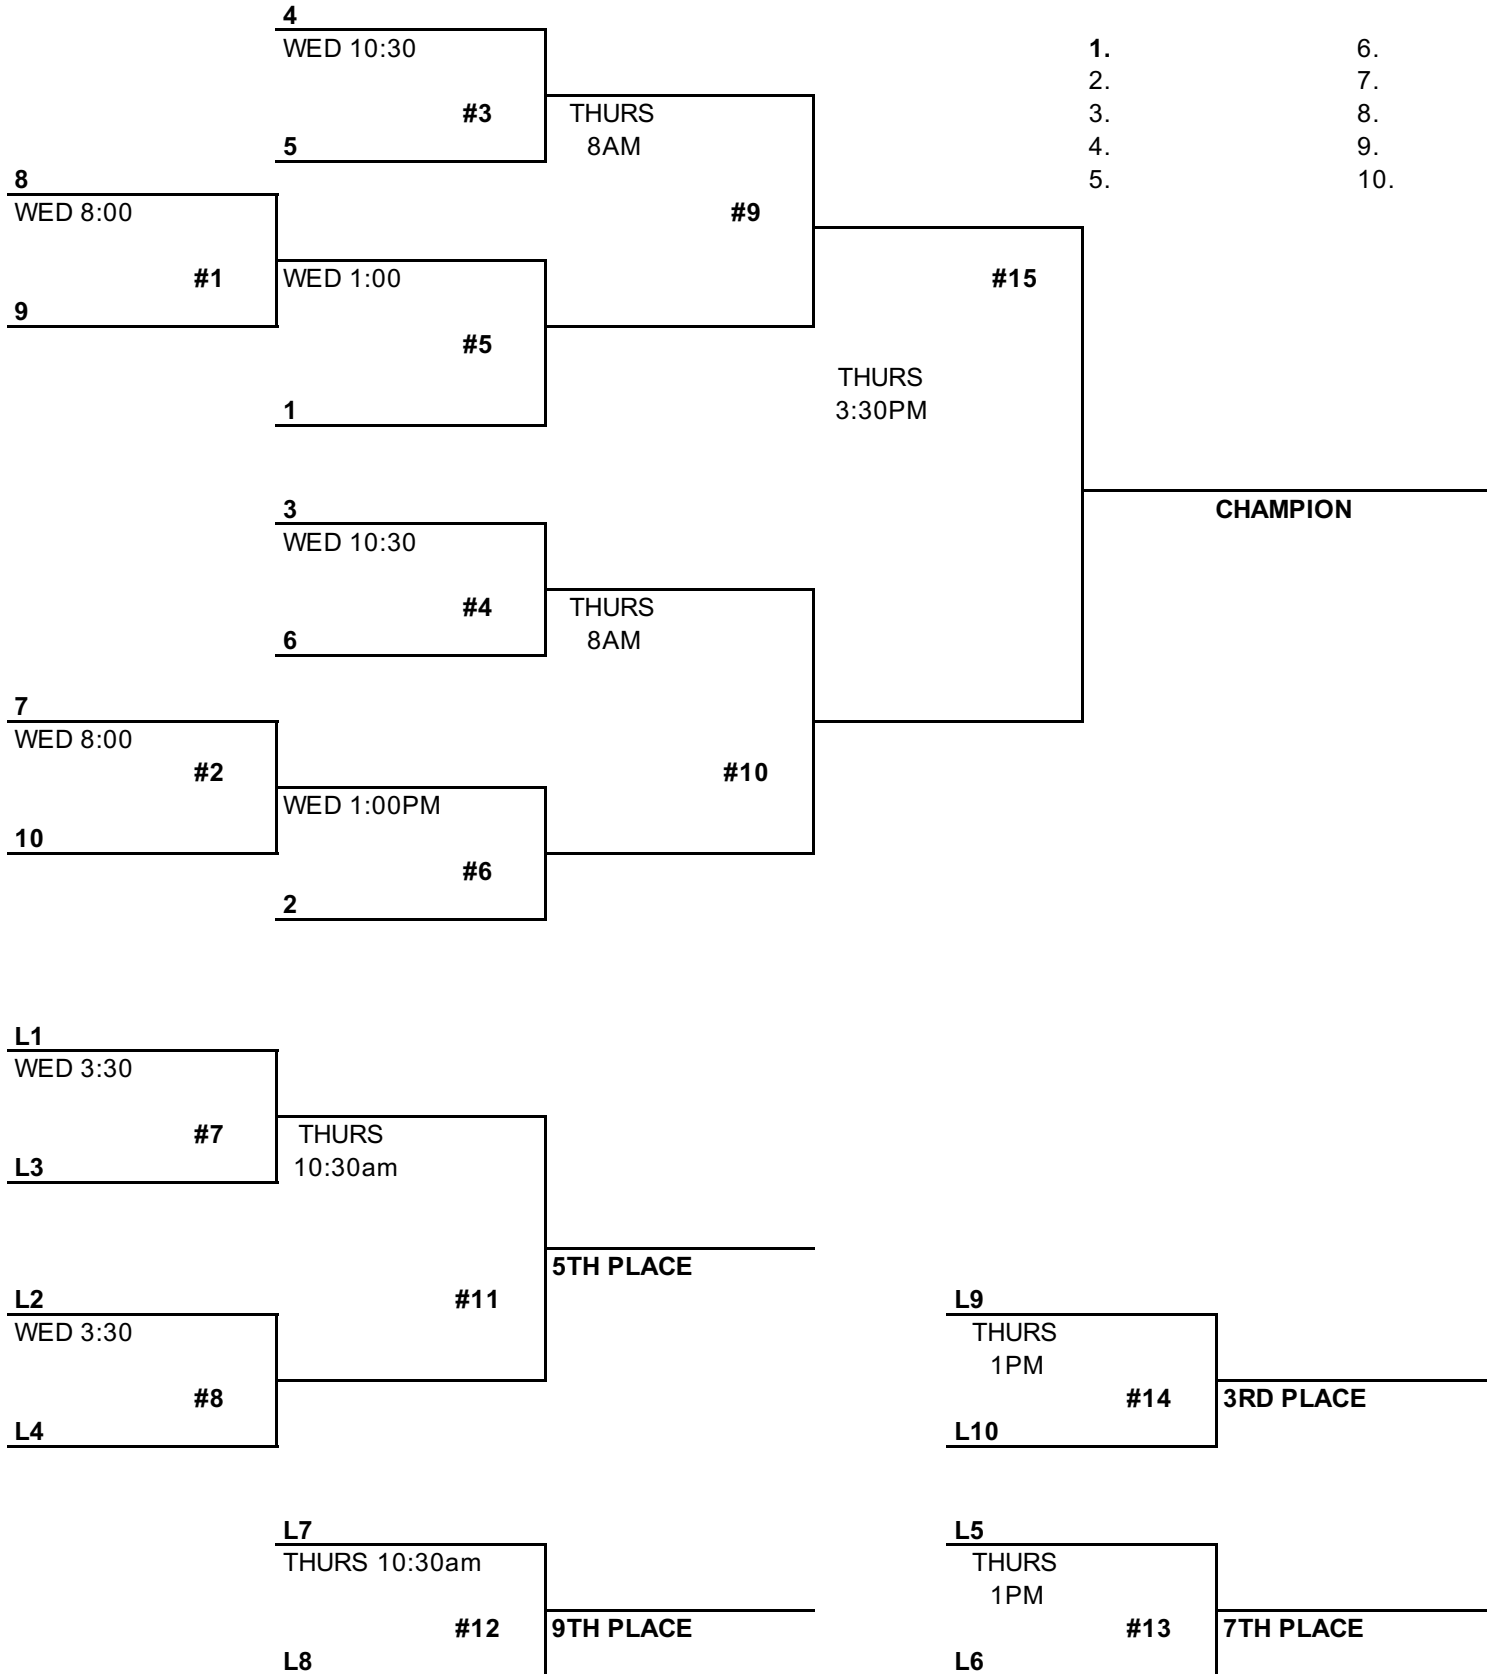 4
WED 10:30
1. 6.
2. 7.
#3 THURS 3. 8.
5 8AM 4. 9.
8 5. 10.
WED 8:00 #9
#1 WED 1:00 #15
9
#5
THURS
1 3:30PM
3 CHAMPION
WED 10:30
#4 THURS
6 8AM
7
WED 8:00
#2 #10
WED 1:00PM
10
#6
2
L1
WED 3:30
#7 THURS
L3 10:30am
5TH PLACE
L2 #11 L9
WED 3:30 THURS
1PM
#8 #14 3RD PLACE
L4 L10
L7 L5
THURS 10:30am THURS
1PM
#12 9TH PLACE #13 7TH PLACE
L8 L6